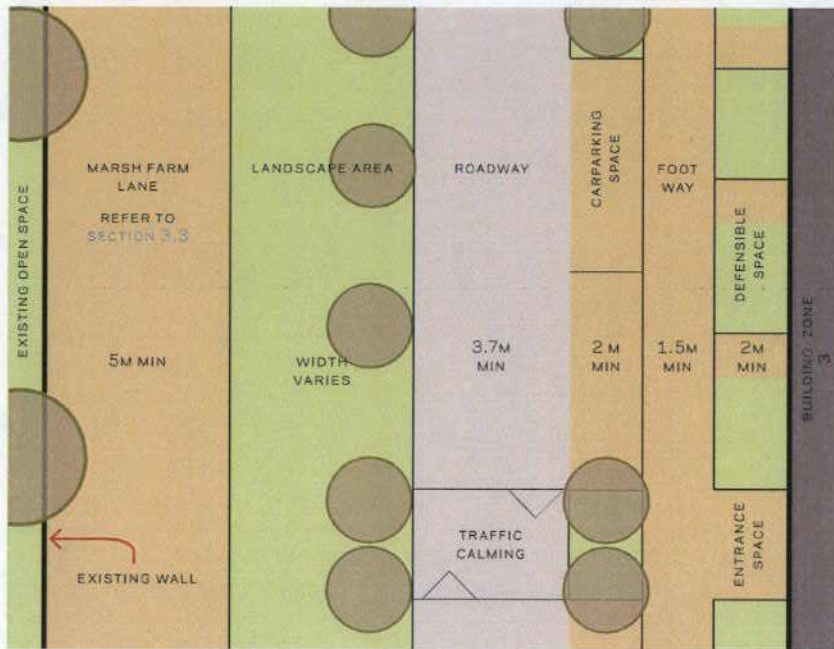 MARSH FARM
LANE
REFER TO
SECTION 3.3
LANDSCAPE AREA
ROADWAY
CARPARKING
SPACE
FOOT
WAY
EXISTING OPEN SPACE
DEFENSIBLE
SPACE
5M MIN
WIDTH
VARIES
3.7M
MIN
2 M
MIN
1.5M
MIN
2M
MIN
BUILDING ZONE
3
TRAFFIC
CALMING
ENTRANCE
SPACE
EXISTING WALL